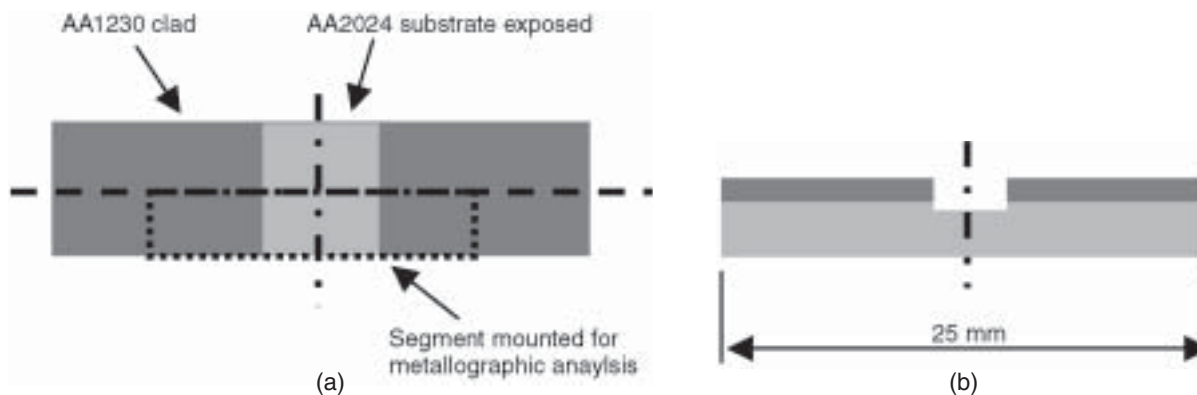 AA1230 clad
AA2024 substrate exposed
Segment mounted for
metallographic anaylsis
(a)
25 mm
(b)